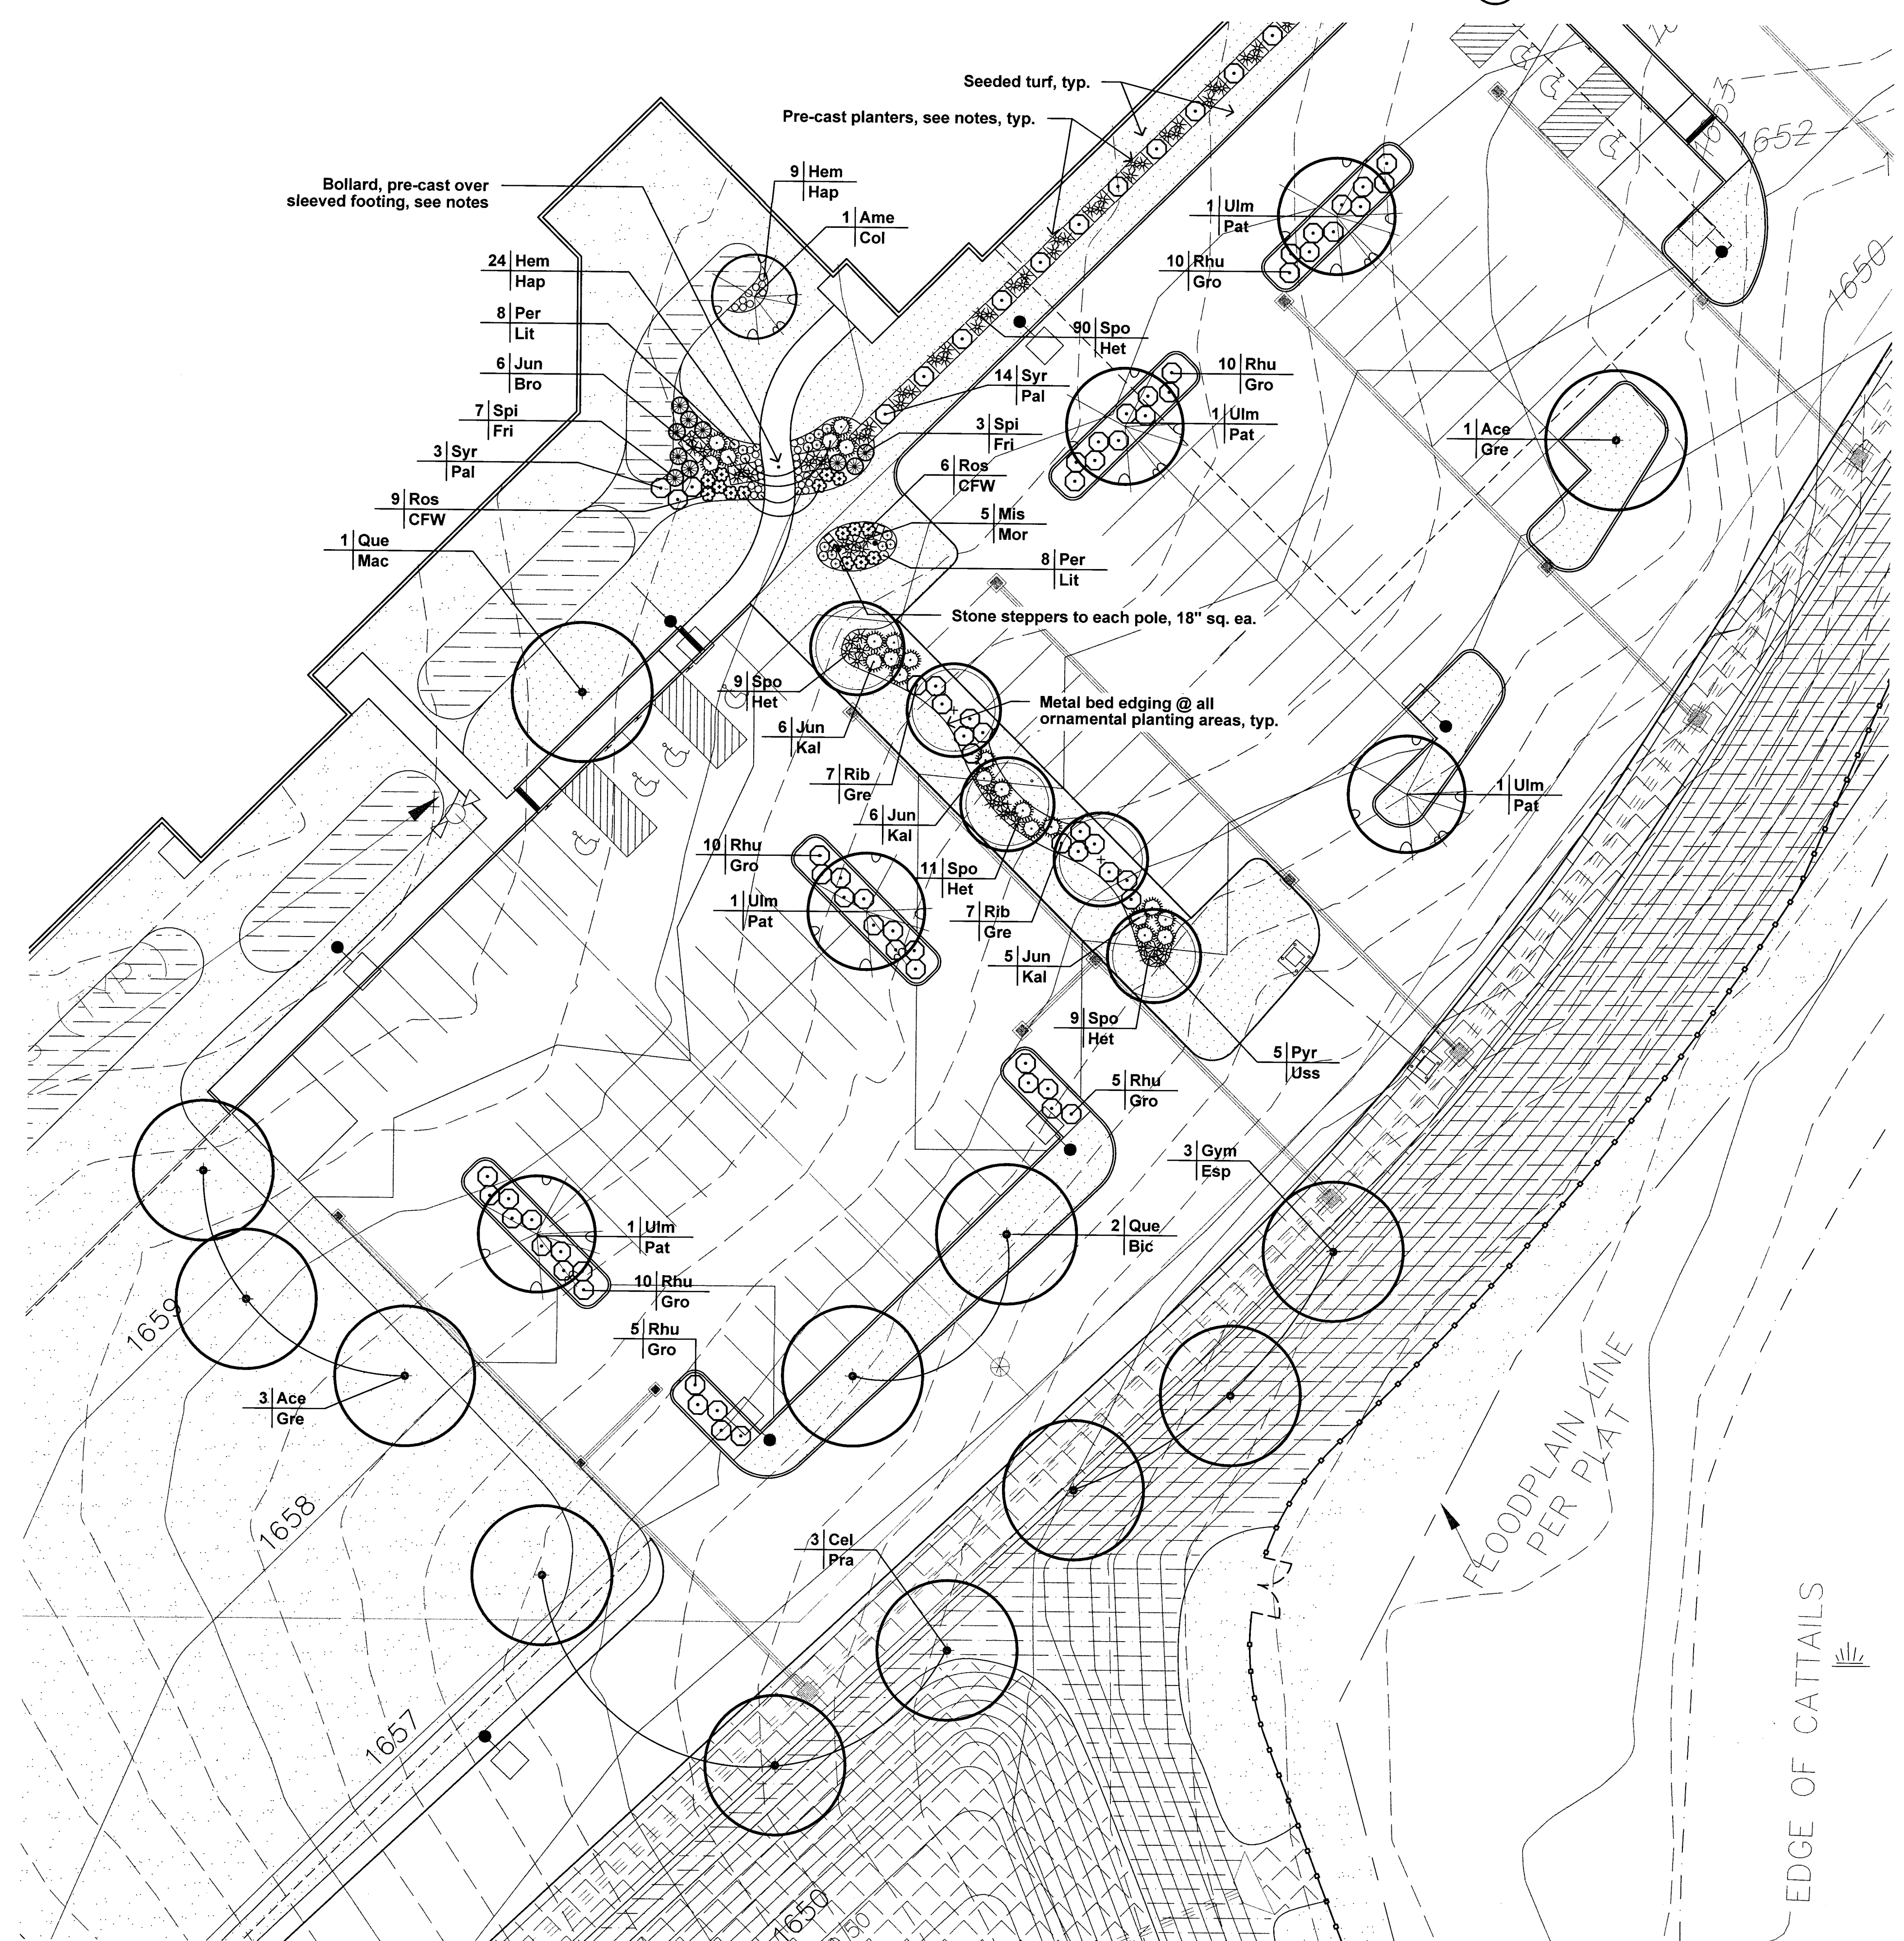 Seeded turf, typ.
Pre-cast planters, see notes, typ.
1652
9 Hem
Hap
Bollard, pre-cast over
sleeved footing, see notes
1 Ame
Col
1 Ulm
Pat
24 Hem
Hap
10 Rhu
Gro
1650
8 Per
Lit
90 Spo
Het
6 Jun
Bro
14 Syr
Pal
10 Rhu
Gro
7 Spi
Fri
3 Spi
Fri
1 Ulm
Pat
1 Ace
Gre
3 Syr
Pal
6 Ros
CFW
9 Ros
CFW
5 Mis
Mor
1 Que
Mac
8 Per
Lit
Stone steppers to each pole, 18" sq. ea.
9 Spo
Het
Metal bed edging @ all
ornamental planting areas, typ.
6 Jun
Kal
7 Rib
Gre
1 Ulm
Pat
6 Jun
Kal
10 Rhu
Gro
11 Spo
Het
1 Ulm
Pat
7 Rib
Gre
5 Jun
Kal
9 Spo
Het
5 Pyr
Uss
5 Rhu
Gro
3 Gym
Esp
1 Ulm
Pat
2 Que
Bic
10 Rhu
Gro
1659
5 Rhu
Gro
3 Ace
Gre
FLOODPLAIN LINE
PER PLAT
1658
3 Cel
Pra
EDGE OF CATTAILS
1657
1650